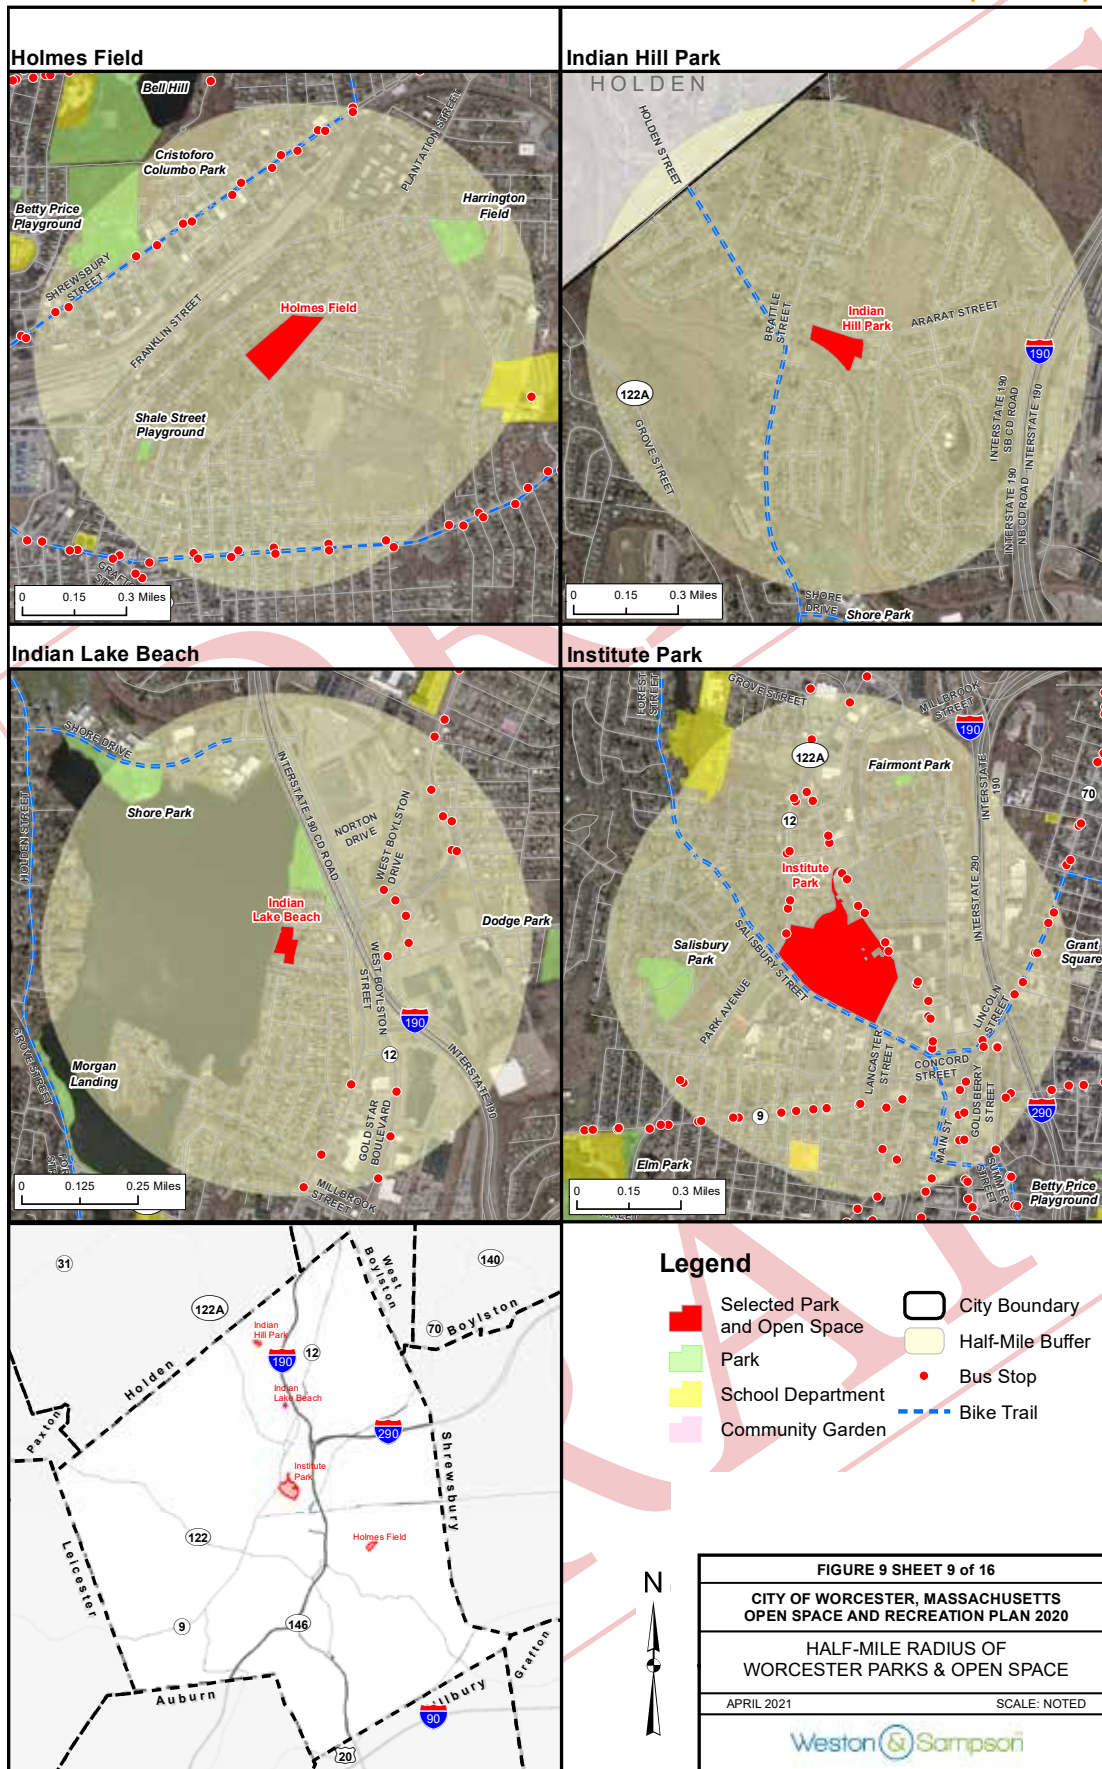 Holmes Field
Bell Hill
Cristoforo
Columbo Park
PLANTATION STREET
Betty Price
Playground
Harrington
Field
SHREWSBURY
STREET
Holmes Field
FRANKLIN STREET
Shale Street
Playground
0 0.15 0.3 Miles
Indian Hill Park
HOLDEN
HOLDEN STREET
BRATTLE
STREET
Indian
Hill Park
ARARAT STREET
190
122A
GROVE STREET
INTERSTATE 190
SB CD ROAD
INTERSTATE 190
INTERSTATE 190
NB CD ROAD
SHORE
DRIVE
Shore Park
0 0.15 0.3 Miles
Indian Lake Beach
SHORE DRIVE
HOLDEN STREET
Shore Park
INTERSTATE 190 CD ROAD
NORTON
DRIVE
WEST BOYLSTON
DRIVE
Indian
Lake Beach
Dodge Park
WEST BOYLSTON
STREET
190
GROVE STREET
12
INTERSTATE 190
Morgan
Landing
GOLD STAR
BOULEVARD
MILLBROOK
STREET
0 0.125 0.25 Miles
Institute Park
FOREST
STREET
GROVE STREET
MILLBROOK
STREET
190
122A
Fairmont Park
INTERSTATE
190
70
12
Institute
Park
INTERSTATE 290
Salisbury
Park
SALISBURY STREET
Grant
Square
PARK AVENUE
LINCOLN
STREET
LANCASTER
STREET
CONCORD
STREET
GOLDSBERRY
STREET
290
9
MAIN ST
Elm Park
SUMMER
STREET
Betty Price
Playground
0 0.15 0.3 Miles
31
122A
West
Boylston
140
70
Boylston
Indian
Hill Park
12
190
Holden
Indian
Lake Beach
Paxton
290
Shrewsbury
Institute
Park
122
Holmes Field
Leicester
9
146
Grafton
Auburn
90
20
Legend
Selected Park
and Open Space
Park
School Department
Community Garden
City Boundary
Half-Mile Buffer
Bus Stop
Bike Trail
N
FIGURE 9 SHEET 9 of 16
CITY OF WORCESTER, MASSACHUSETTS
OPEN SPACE AND RECREATION PLAN 2020
HALF-MILE RADIUS OF
WORCESTER PARKS & OPEN SPACE
APRIL 2021 SCALE: NOTED
Weston & Sampson